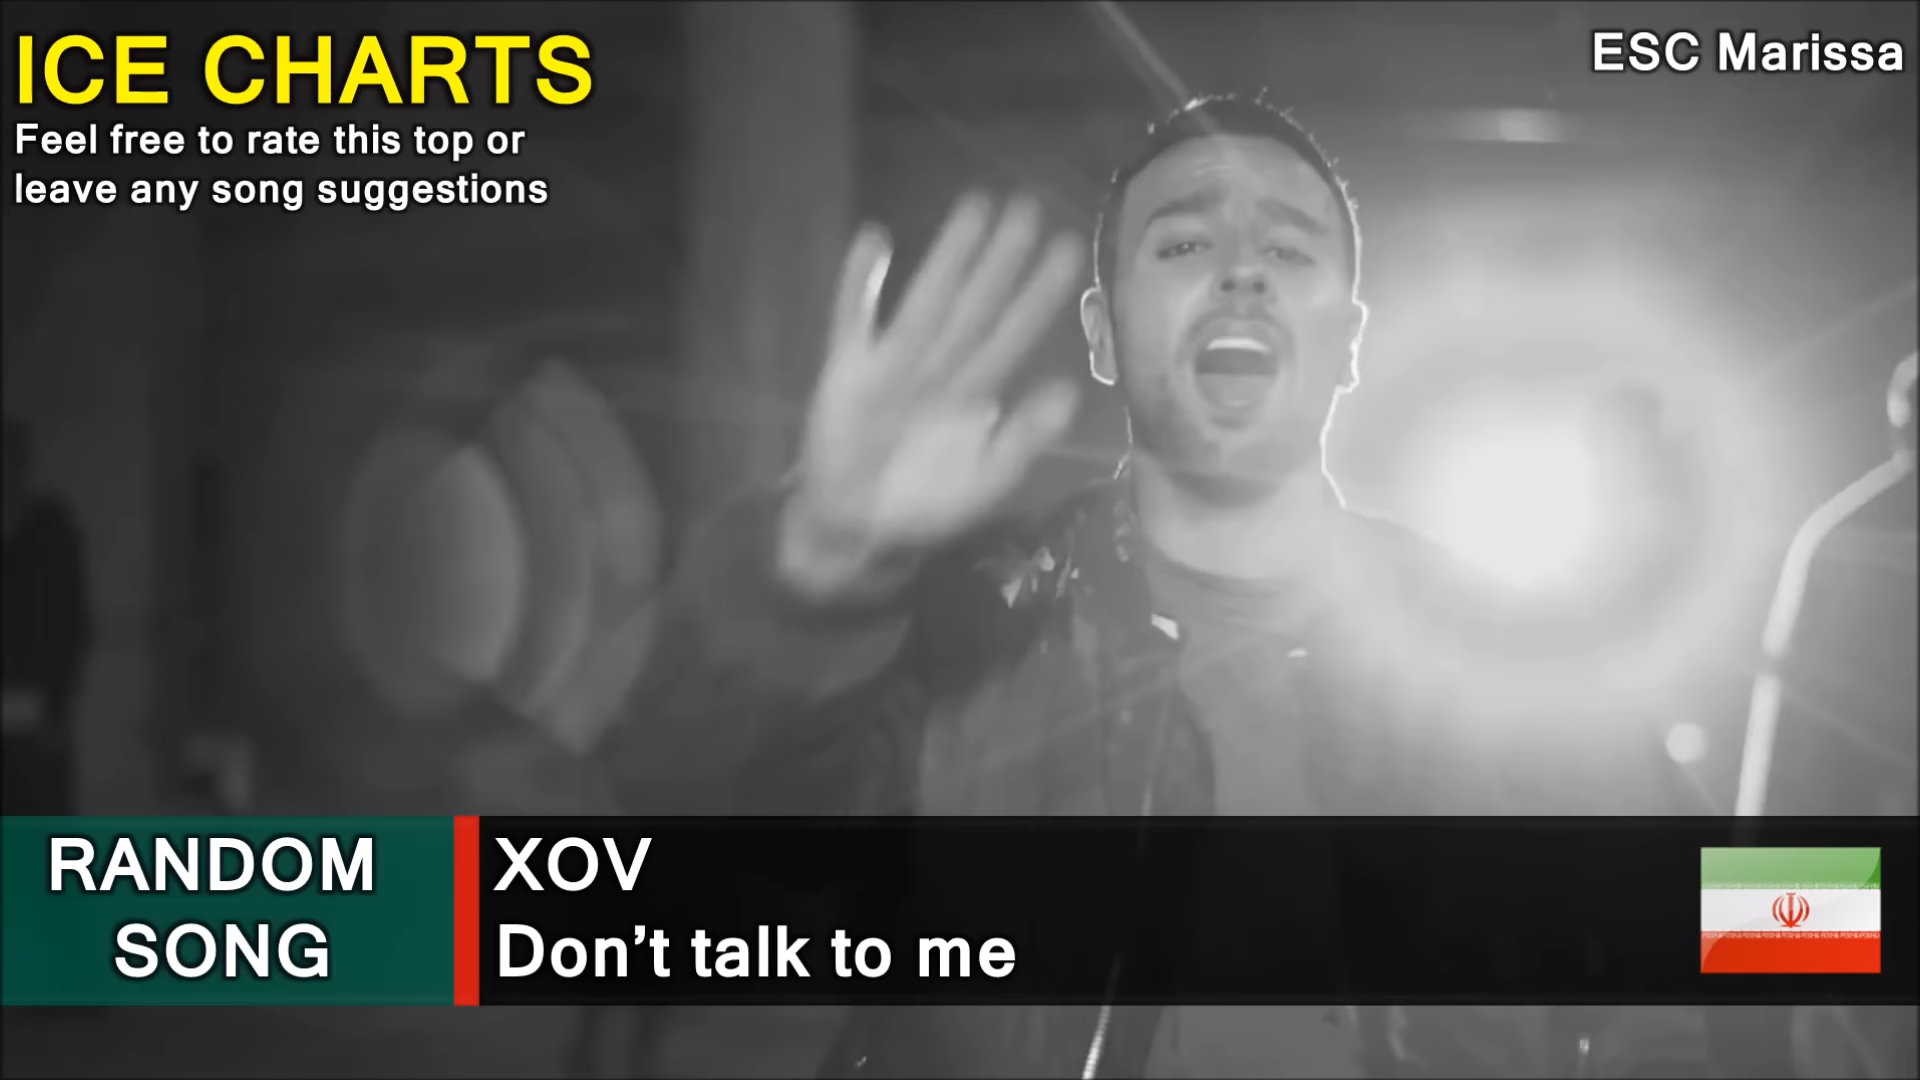 ICE CHARTS
Feel free to rate this top or
leave any song suggestions
ESC Marissa
RANDOM
SONG
XOV
Don’t talk to me